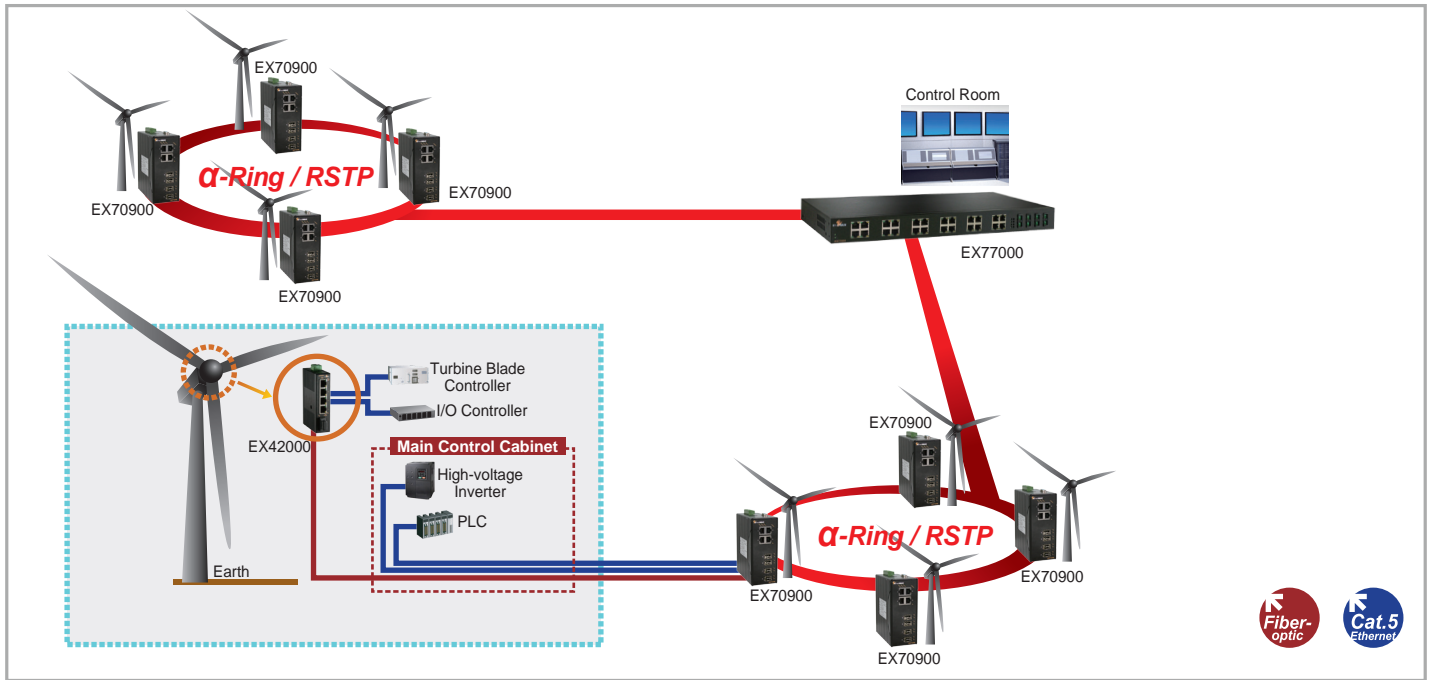 EX70900
EX70900
α-Ring / RSTP
EX70900
EX70900
Control Room
EX77000
Turbine Blade
Controller
I/O Controller
EX42000
Main Control Cabinet
High-voltage
Inverter
PLC
Earth
EX70900
α-Ring / RSTP
EX70900
EX70900
EX70900
Fiber-
optic
Cat.5
Ethernet